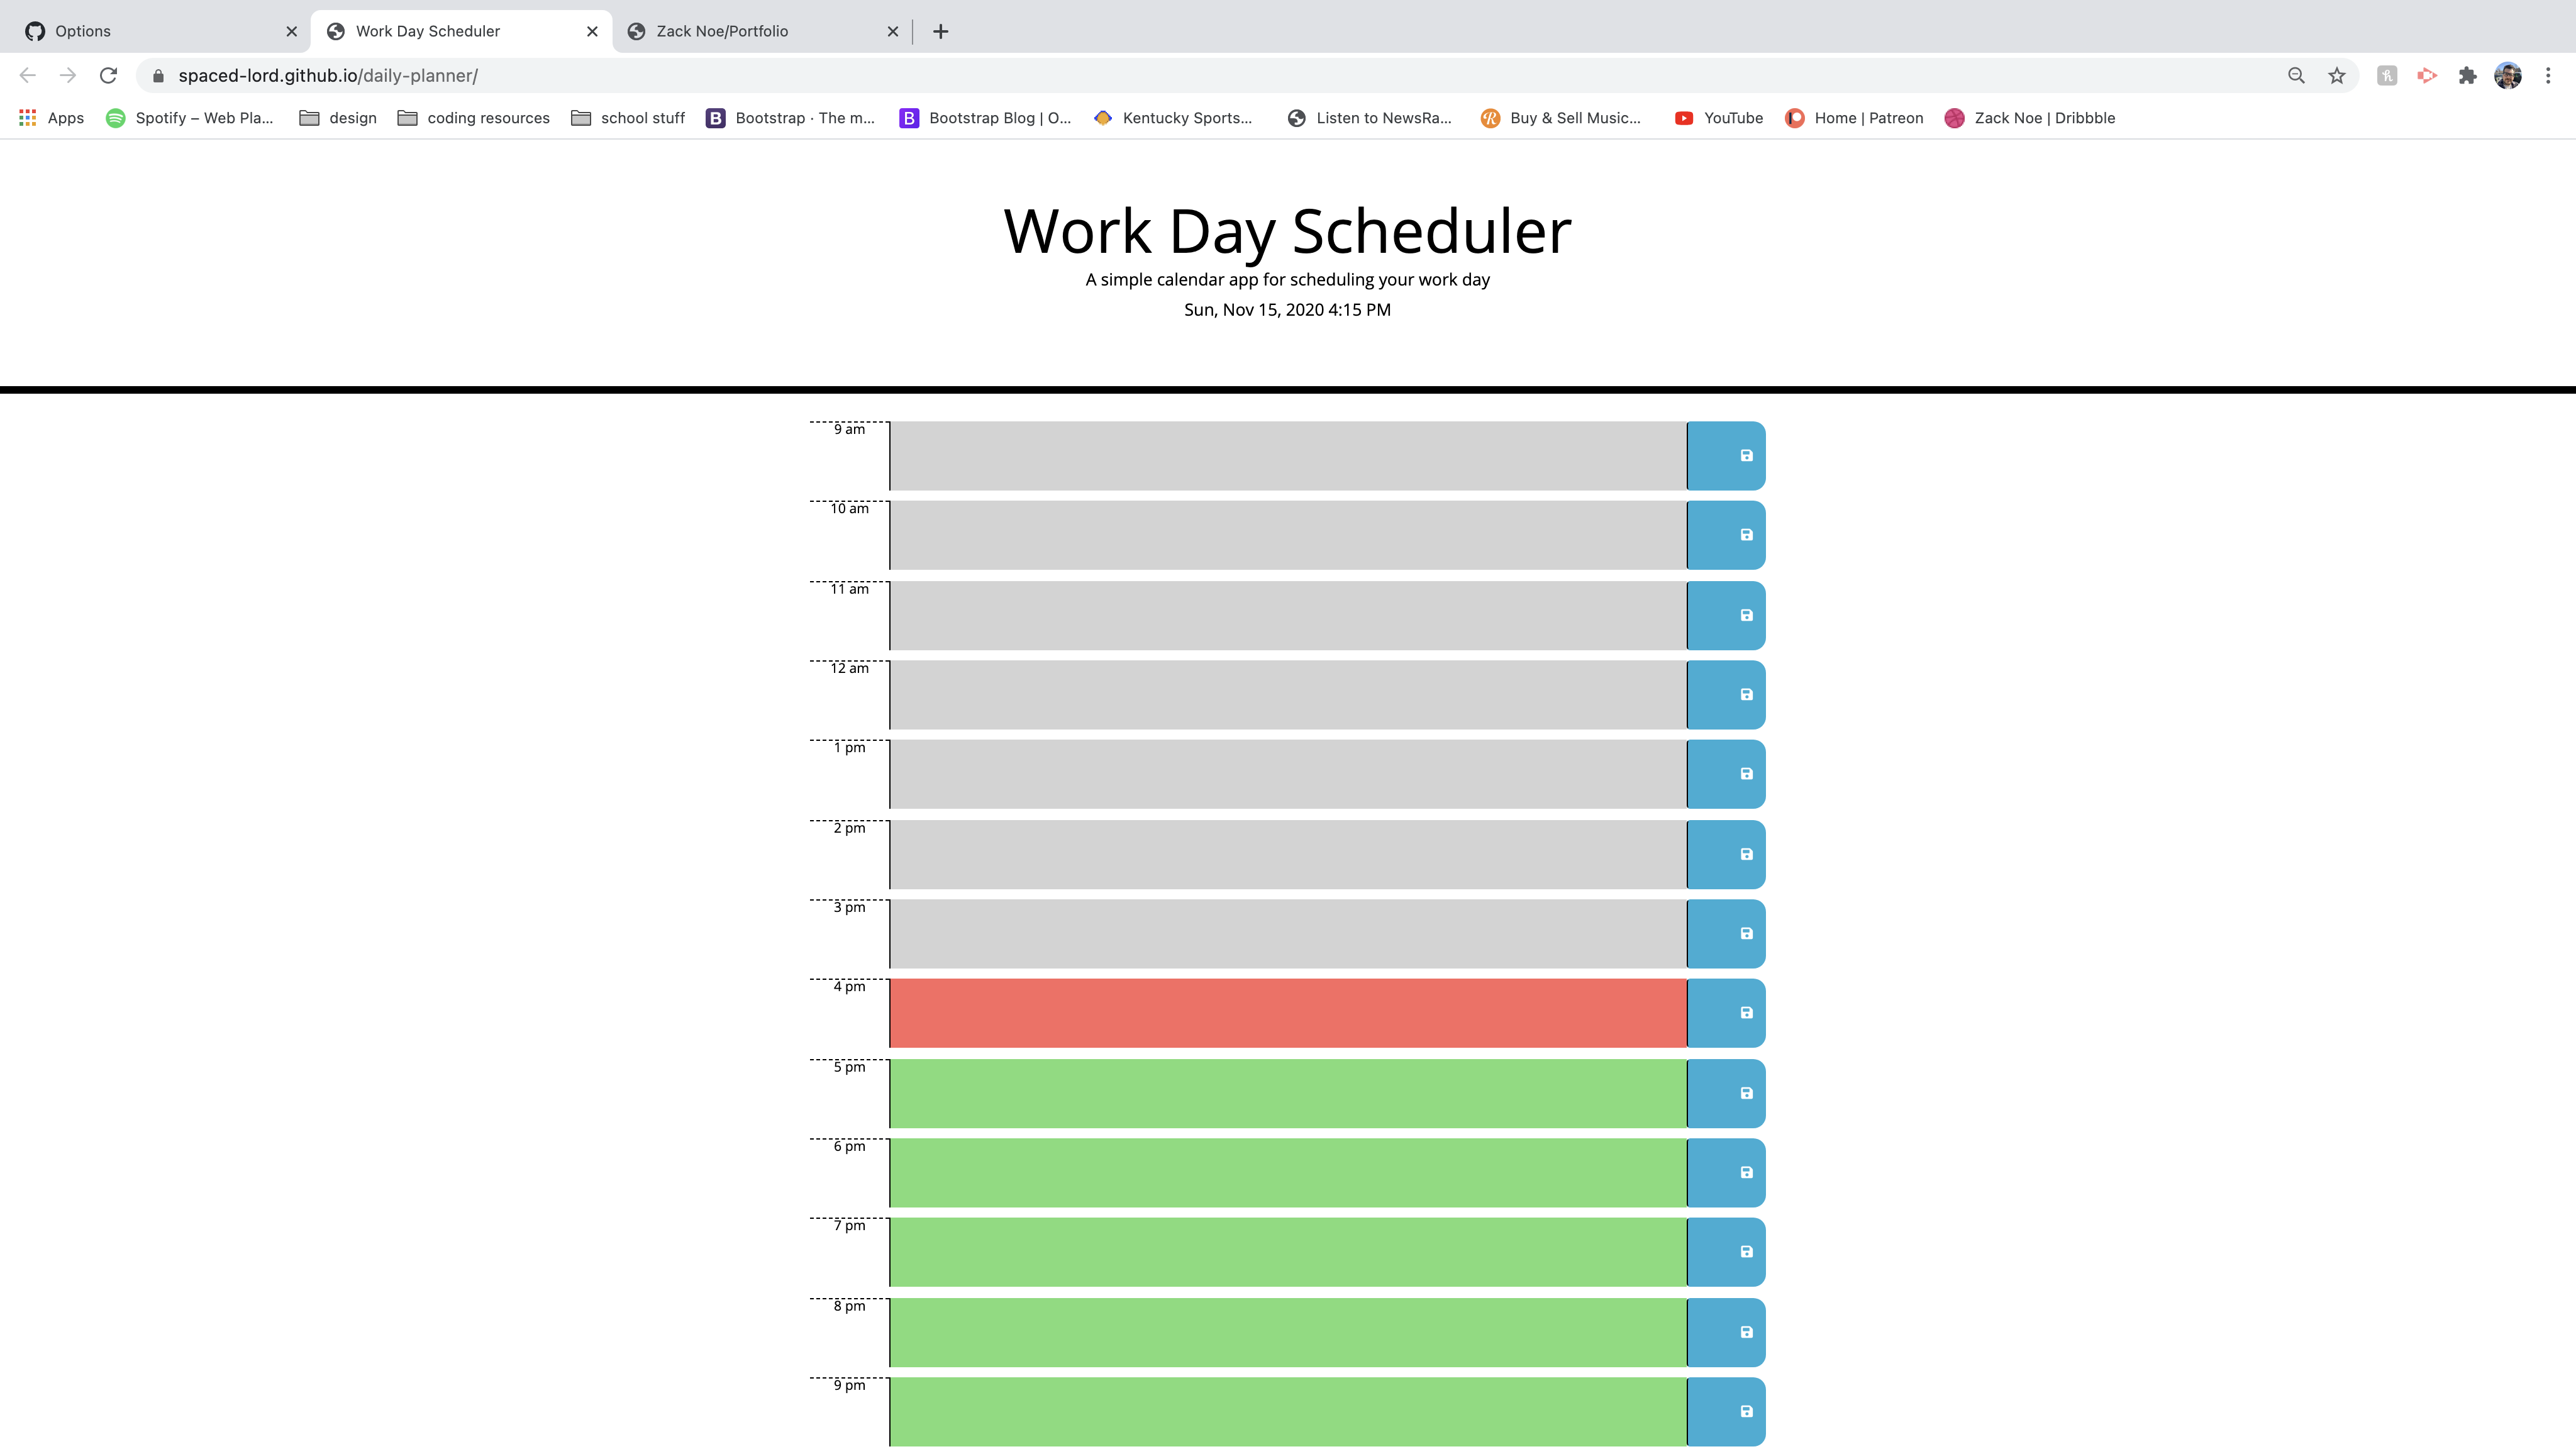 Options
Work Day Scheduler
Zack Noe/Portfolio
spaced-lord.github.io/daily-planner/
Apps
Spotify – Web Pla...
design
coding resources
school stuff
B Bootstrap · The m...
B Bootstrap Blog | O...
Kentucky Sports...
Listen to NewsRa...
R Buy & Sell Music...
YouTube
Home | Patreon
Zack Noe | Dribbble
Work Day Scheduler
A simple calendar app for scheduling your work day
Sun, Nov 15, 2020 4:15 PM
9 am
10 am
11 am
12 am
1 pm
2 pm
3 pm
4 pm
5 pm
6 pm
7 pm
8 pm
9 pm